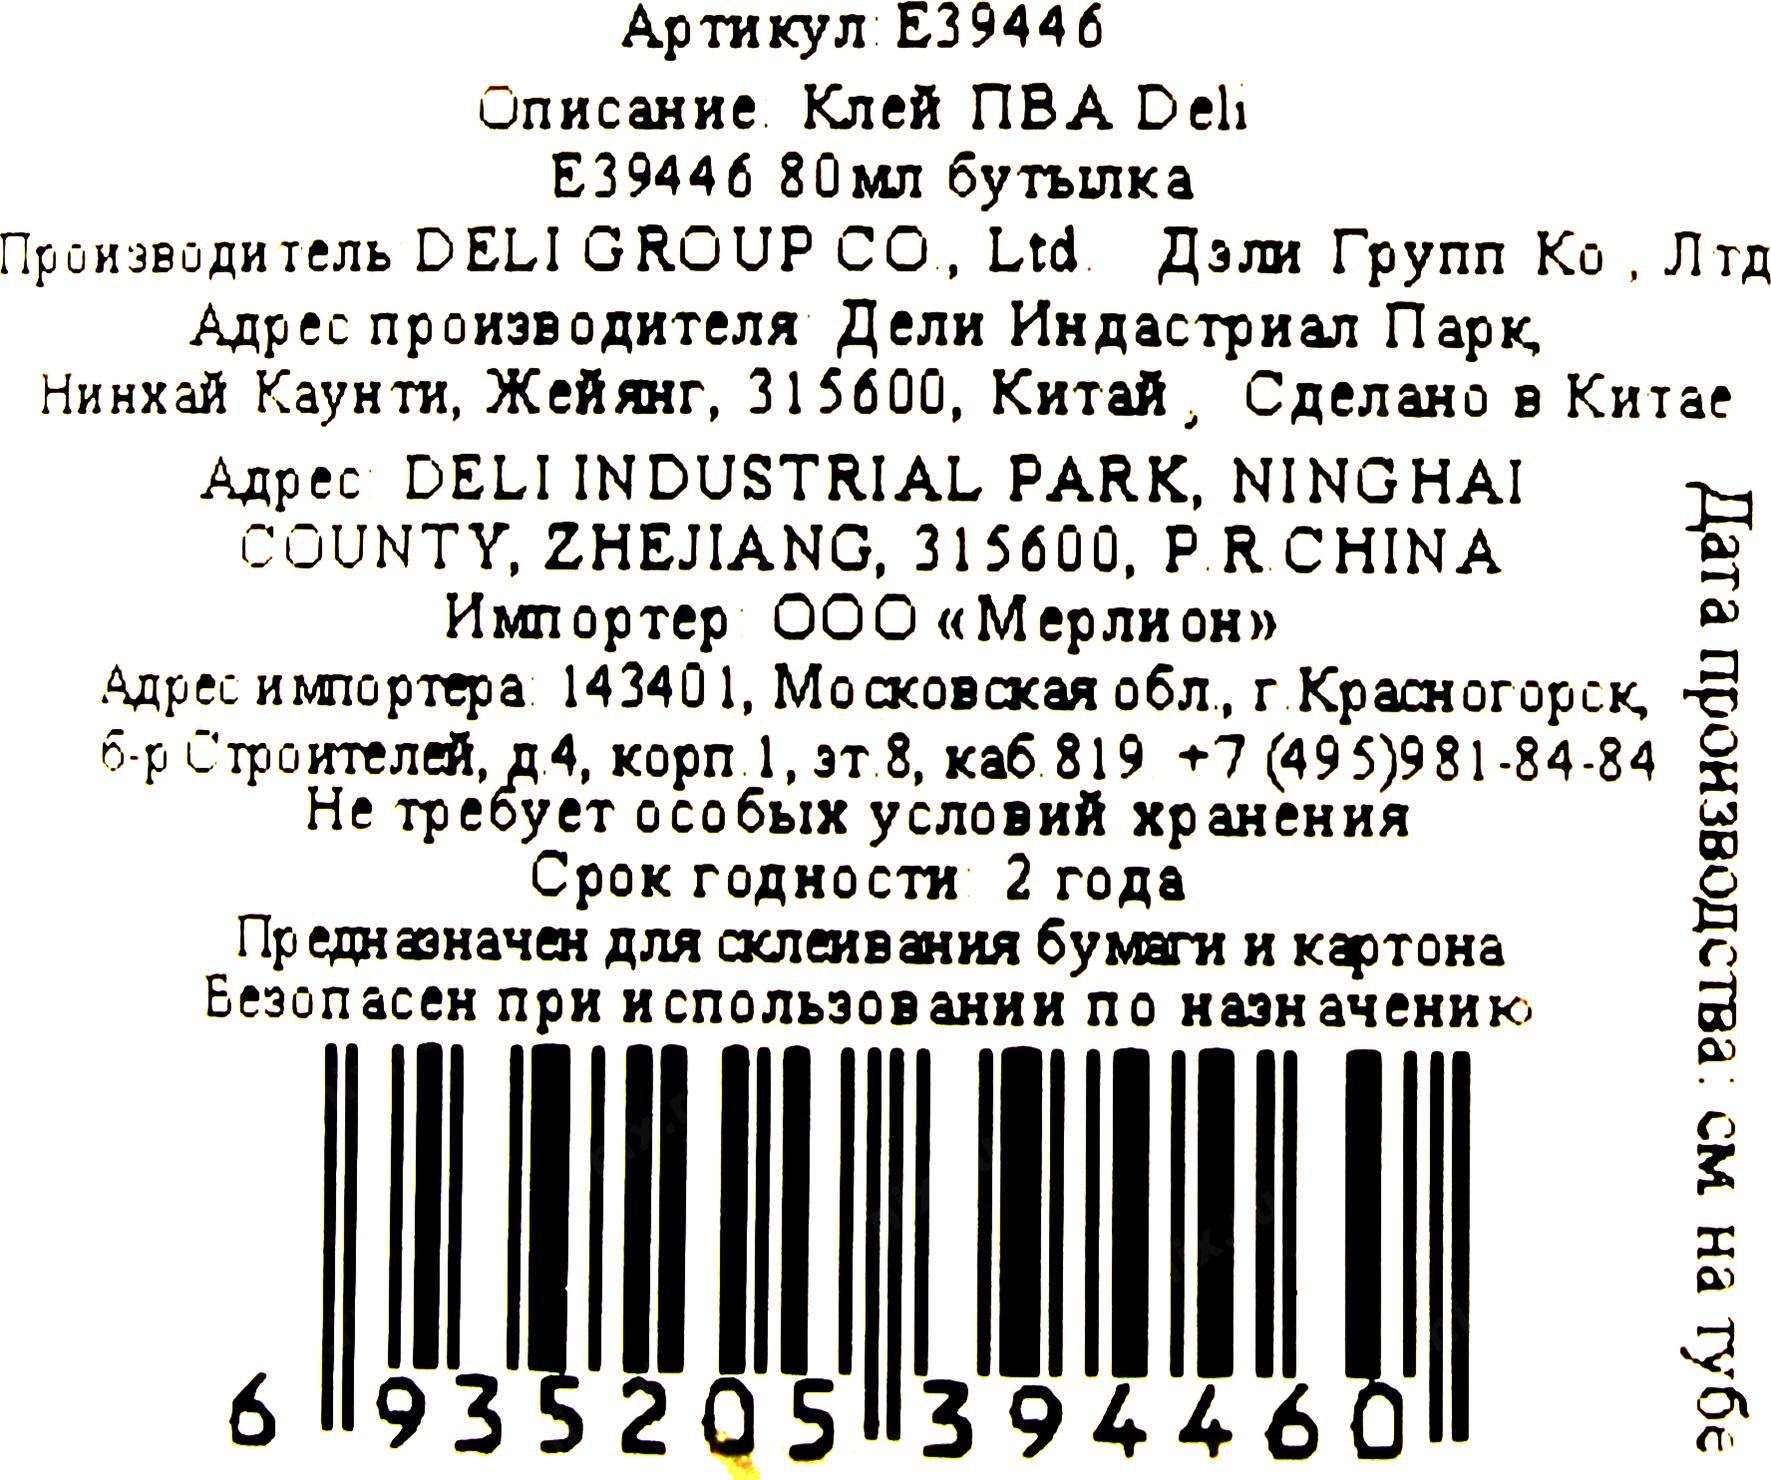 Артикул: E39446
Описание: Клей ПВА Deli
E39446 80мл бутылка
Производитель DELI GROUP CO., Ltd. Дэли Групп Ко., Лтд
Адрес производителя: Дели Индастриал Парк,
Нинхай Каунти, Жейянг, 315600, Китай, Сделано в Китае
Адрес: DELI INDUSTRIAL PARK, NINGHAI
COUNTY, ZHEJIANG, 315600, P.R.CHINA
Импортер: ООО «Мерлион»
Адрес импортера: 143401, Московская обл., г.Красногорск,
б-р Строителей, д.4, корп.1, эт.8, каб.819 +7 (495)981-84-84
Не требует особых условий хранения
Срок годности: 2 года
Предназначен для склеивания бумаги и картона
Безопасен при использовании по назначению
6 935205 394460
Дата производства: см на тубе